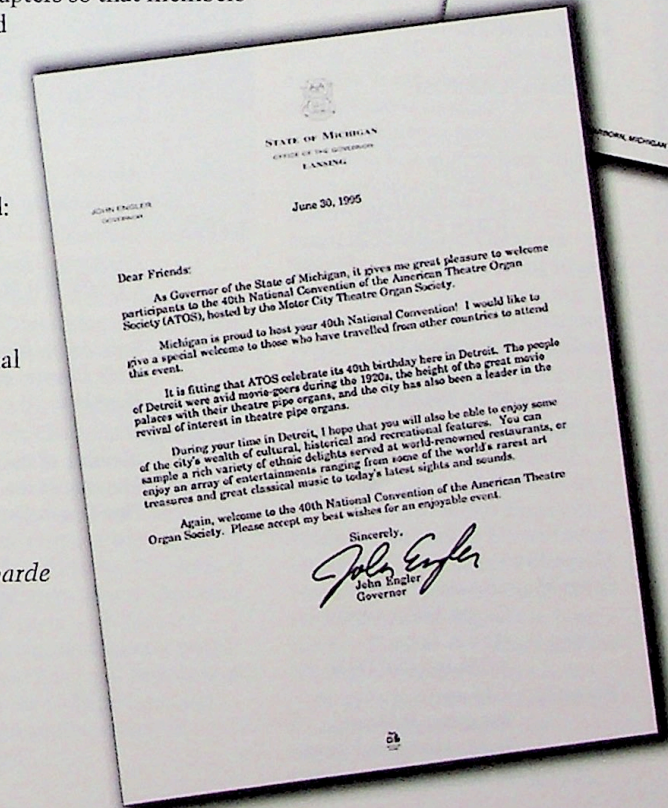 apters so that members
d
d:
al
arde
BORN, MICHIGAN
STATE OF MICHIGAN
OFFICE OF THE GOVERNOR
LANSING
JOHN ENGLER
GOVERNOR
June 30, 1995
Dear Friends:
As Governor of the State of Michigan, it gives me great pleasure to welcome
participants to the 40th National Convention of the American Theatre Organ
Society (ATOS), hosted by the Motor City Theatre Organ Society.
Michigan is proud to host your 40th National Convention! I would like to
give a special welcome to those who have travelled from other countries to attend
this event.
It is fitting that ATOS celebrate its 40th birthday here in Detroit. The people
of Detroit were avid movie-goers during the 1920s, the height of the great movie
palaces with their theatre pipe organs, and the city has also been a leader in the
revival of interest in theatre pipe organs.
During your time in Detroit, I hope that you will also be able to enjoy some
of the city's wealth of cultural, historical and recreational features. You can
sample a rich variety of ethnic delights served at world-renowned restaurants, or
enjoy an array of entertainments ranging from some of the world's rarest art
treasures and great classical music to today's latest sights and sounds.
Again, welcome to the 40th National Convention of the American Theatre
Organ Society. Please accept my best wishes for an enjoyable event.
Sincerely,
John Engler
John Engler
Governor